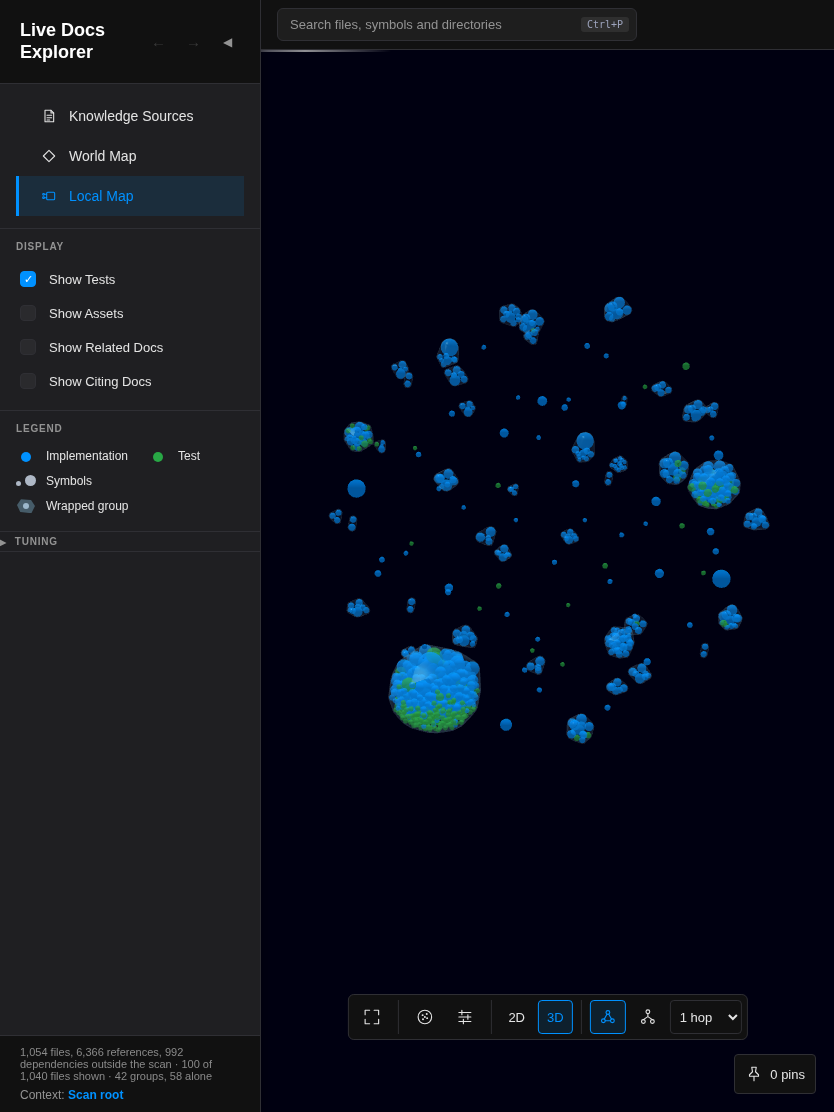 Live Docs
Explorer
Search files, symbols and directories
Ctrl+P
Knowledge Sources
World Map
Local Map
DISPLAY
Show Tests
Show Assets
Show Related Docs
Show Citing Docs
LEGEND
Implementation
Test
Symbols
Wrapped group
TUNING
2D
3D
1 hop
0 pins
1,054 files, 6,366 references, 992
dependencies outside the scan · 100 of
1,040 files shown · 42 groups, 58 alone
Context: Scan root